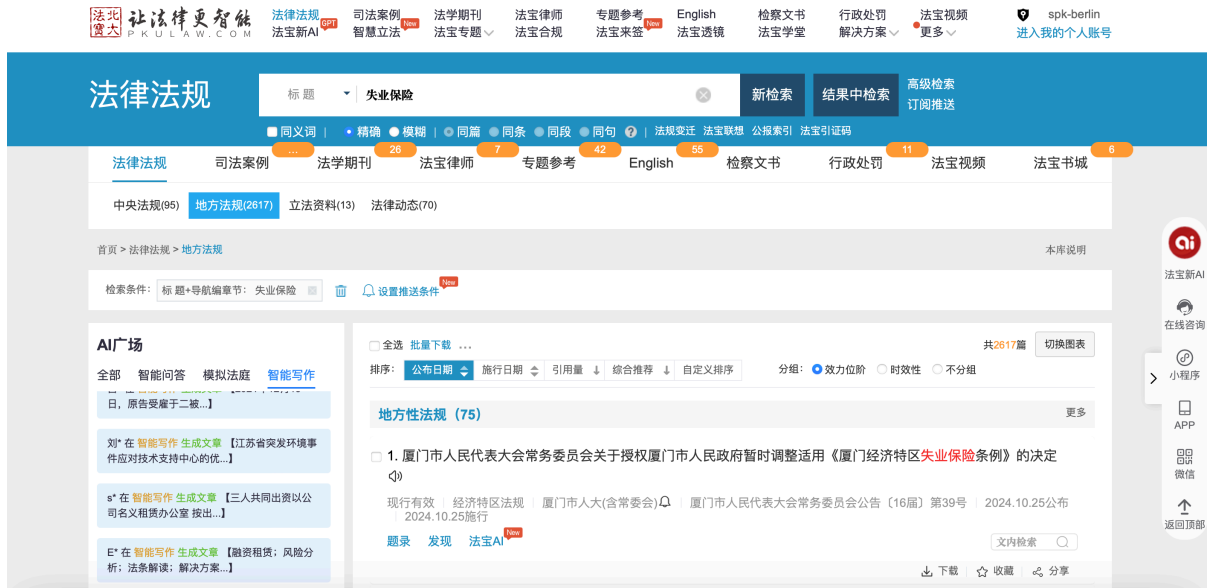 法律法规 司法案例 法学期刊 法宝律师 专题参考 English 检察文书 行政处罚 法宝视频 spk-berlin
北大法宝 让法律更智能
PKULAW.COM
法宝新AI GPT 智慧立法 New 法宝专题 法宝合规 法宝来签 New 法宝透镜 法宝学堂 解决方案 更多 进入我的个人账号
法律法规 标 题 失业保险 新检索 结果中检索 高级检索
订阅推送
同义词 | 精确 模糊 | 同篇 同条 同段 同句 ? | 法规变迁 法宝联想 公报索引 法宝引证码
... 26 7 42 55 11 6
法律法规 司法案例 法学期刊 法宝律师 专题参考 English 检察文书 行政处罚 法宝视频 法宝书城
中央法规(95) 地方法规(2617) 立法资料(13) 法律动态(70)
首页 > 法律法规 > 地方法规 本库说明
检索条件: 标 题+导航编章节: 失业保险 设置推送条件 New
AI广场
全部 智能问答 模拟法庭 智能写作
日,原告受雇于二被...】
刘* 在 智能写作 生成文章 【江苏省突发环境事
件应对技术支持中心的优...】
s* 在 智能写作 生成文章 【三人共同出资以公
司名义租赁办公室 按出...】
E* 在 智能写作 生成文章 【融资租赁;风险分
析;法条解读;解决方案...】
全选 批量下载 ... 共2617篇 切换图表
排序: 公布日期 施行日期 引用量 综合推荐 自定义排序 分组: 效力位阶 时效性 不分组
地方性法规(75) 更多
1. 厦门市人民代表大会常务委员会关于授权厦门市人民政府暂时调整适用《厦门经济特区失业保险条例》的决定
现行有效 | 经济特区法规 | 厦门市人大(含常委会) | 厦门市人民代表大会常务委员会公告〔16届〕第39号 | 2024.10.25公布
| 2024.10.25施行
题录 发现 法宝AI New 文内检索
下载 收藏 分享
ai
法宝新AI
在线咨询
小程序
APP
微信
返回顶部